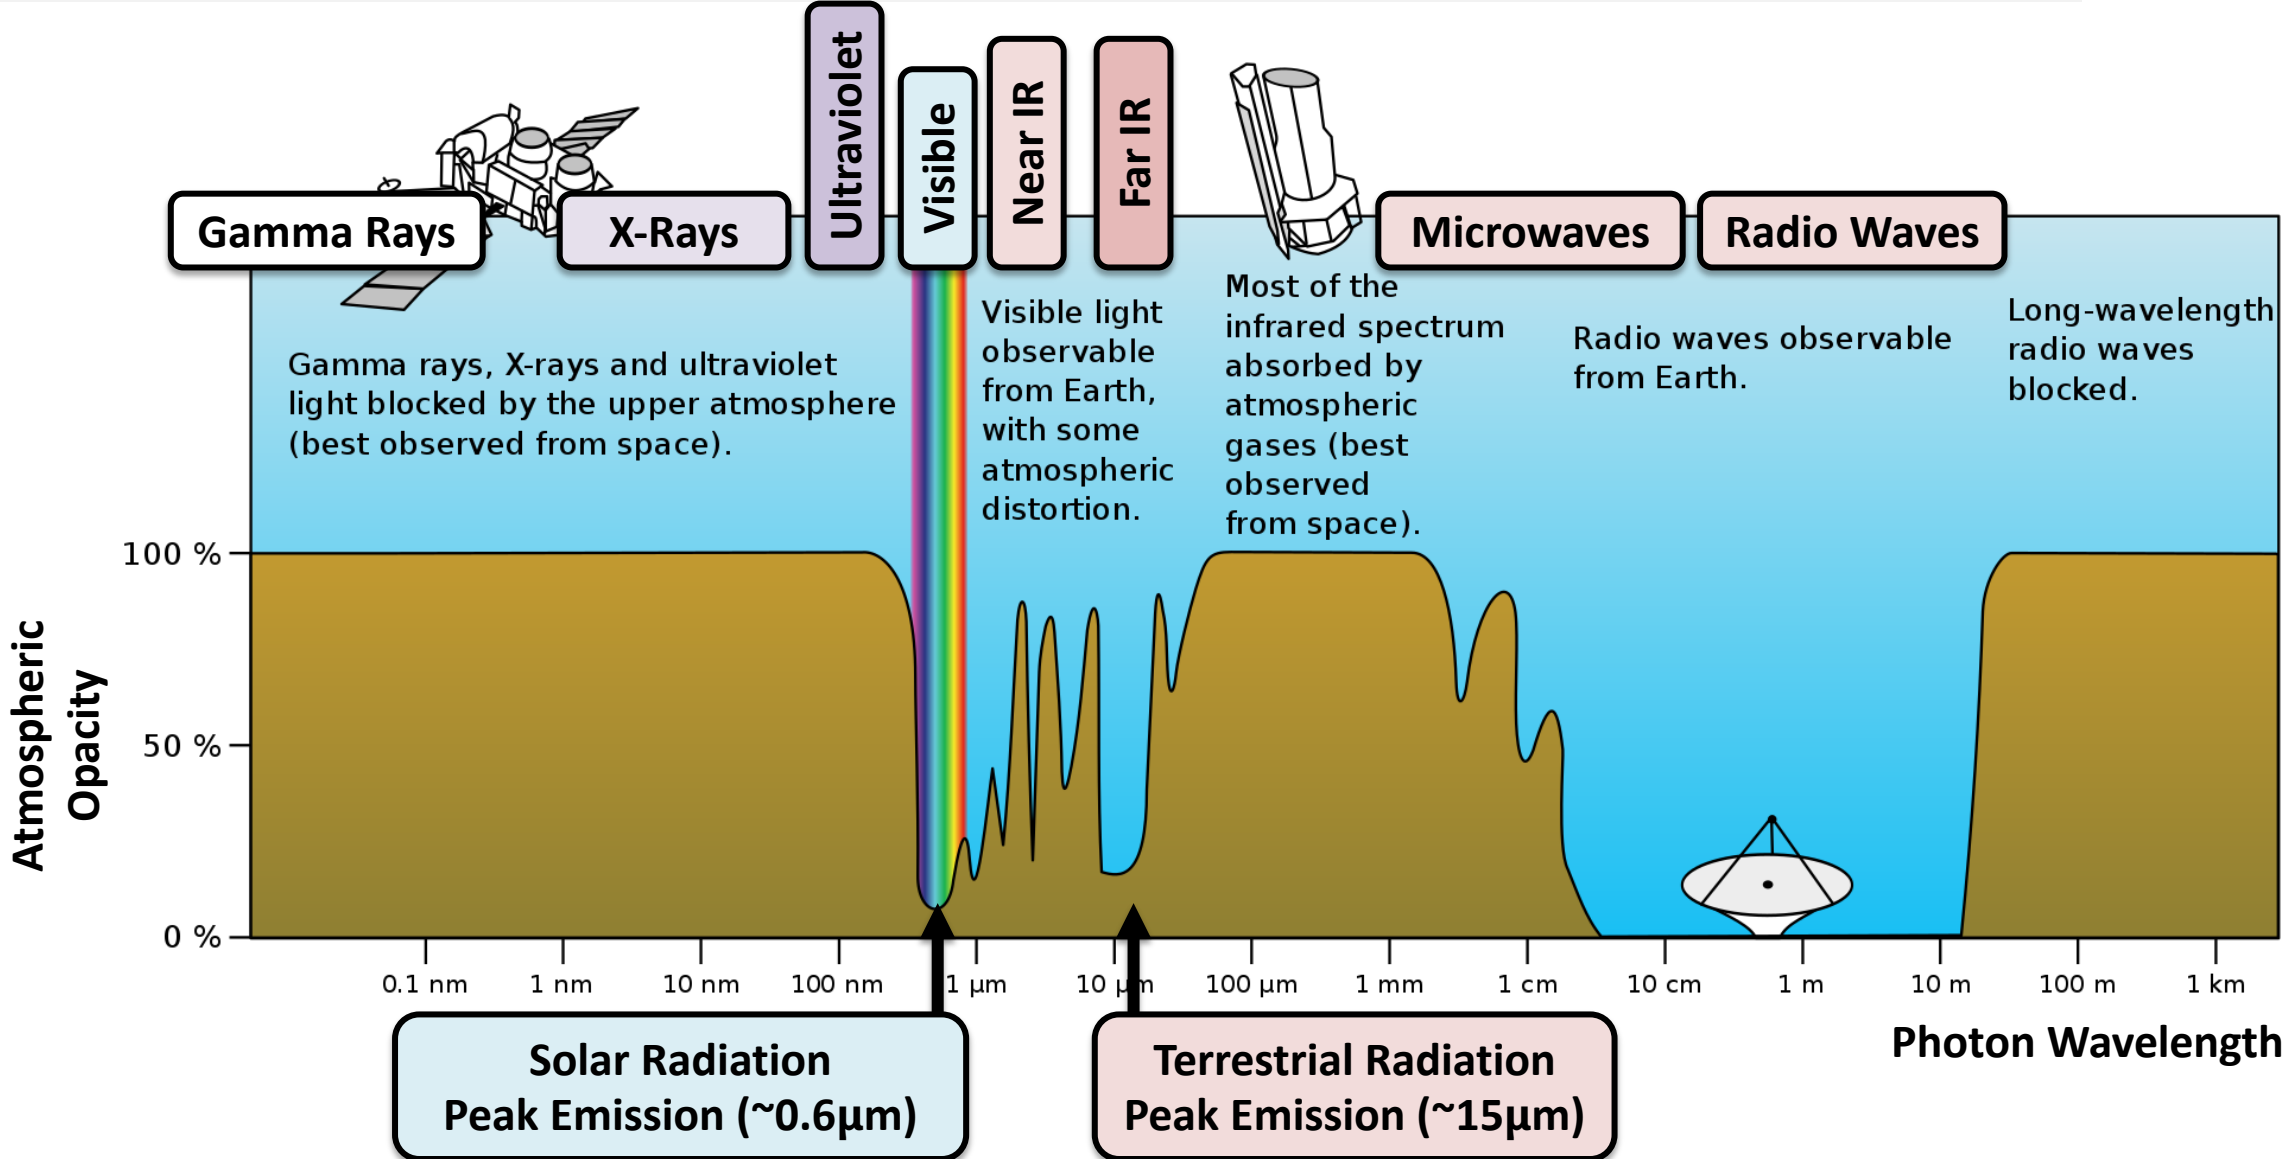 Ultraviolet
Visible
Near IR
Far IR
Gamma Rays
X-Rays
Microwaves
Radio Waves
Gamma rays, X-rays and ultraviolet
light blocked by the upper atmosphere
(best observed from space).
Visible light
observable
from Earth,
with some
atmospheric
distortion.
Most of the
infrared spectrum
absorbed by
atmospheric
gases (best
observed
from space).
Radio waves observable
from Earth.
Long-wavelength
radio waves
blocked.
Atmospheric
Opacity
100 %
50 %
0 %
0.1 nm
1 nm
10 nm
100 nm
1 µm
10 µm
100 µm
1 mm
1 cm
10 cm
1 m
10 m
100 m
1 km
Photon Wavelength
Solar Radiation
Peak Emission (~0.6µm)
Terrestrial Radiation
Peak Emission (~15µm)